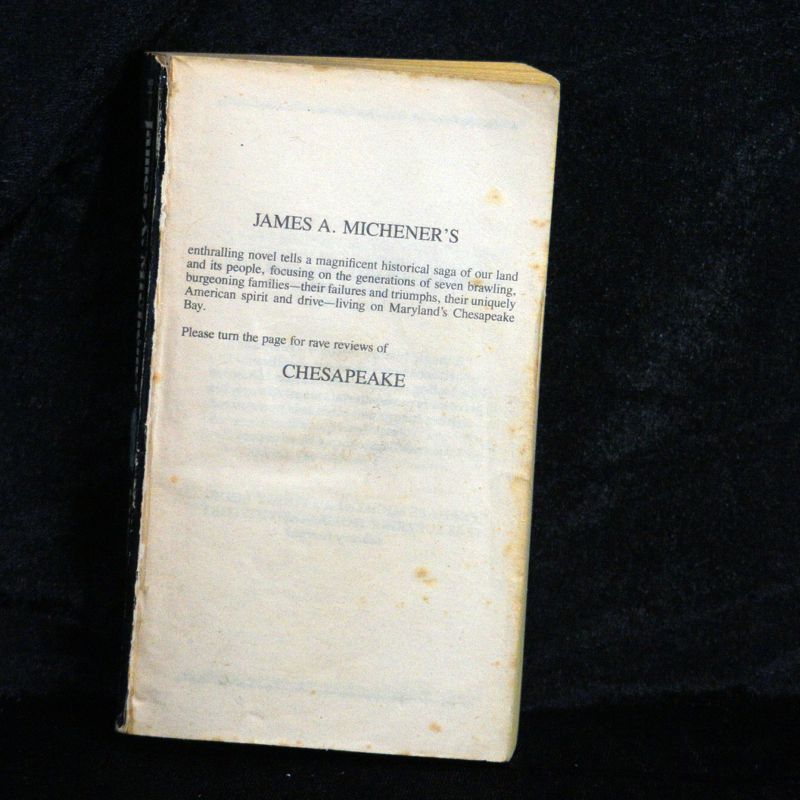 JAMES A. MICHENER'S
enthralling novel tells a magnificent historical saga of our land
and its people, focusing on the generations of seven brawling,
burgeoning families—their failures and triumphs, their uniquely
American spirit and drive—living on Maryland's Chesapeake
Bay.
Please turn the page for rave reviews of
CHESAPEAKE
James A. Michener